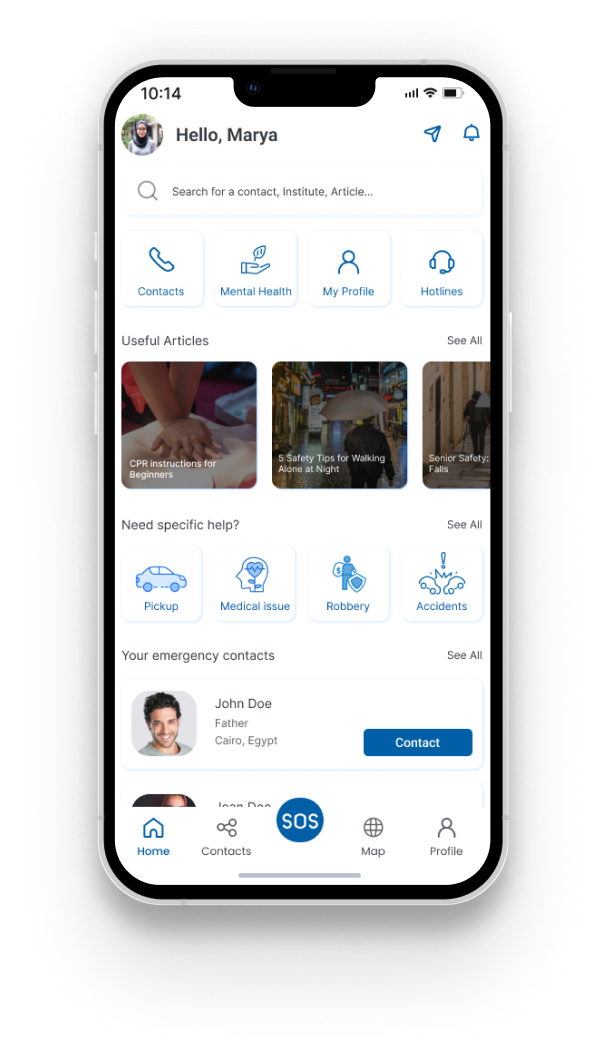 10:14
Hello, Marya
Search for a contact, Institute, Article...
Contacts
Mental Health
My Profile
Hotlines
Useful Articles
See All
CPR instructions for
Beginners
5 Safety Tips for Walking
Alone at Night
Senior Safety:
Falls
Need specific help?
See All
$
Pickup
Medical issue
Robbery
Accidents
Your emergency contacts
See All
John Doe
Father
Cairo, Egypt
Contact
Jean Doe
SOS
Home
Contacts
Map
Profile